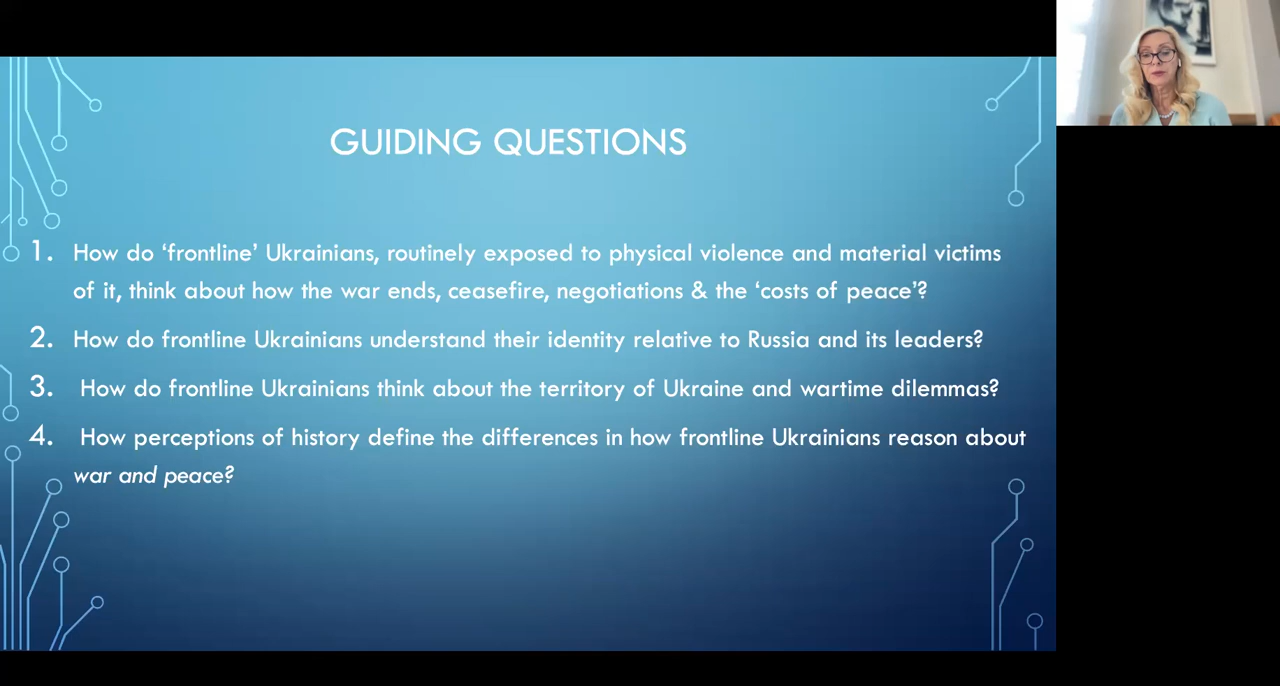 GUIDING QUESTIONS
1. How do ‘frontline’ Ukrainians, routinely exposed to physical violence and material victims
of it, think about how the war ends, ceasefire, negotiations & the ‘costs of peace’?
2. How do frontline Ukrainians understand their identity relative to Russia and its leaders?
3. How do frontline Ukrainians think about the territory of Ukraine and wartime dilemmas?
4. How perceptions of history define the differences in how frontline Ukrainians reason about
war and peace?